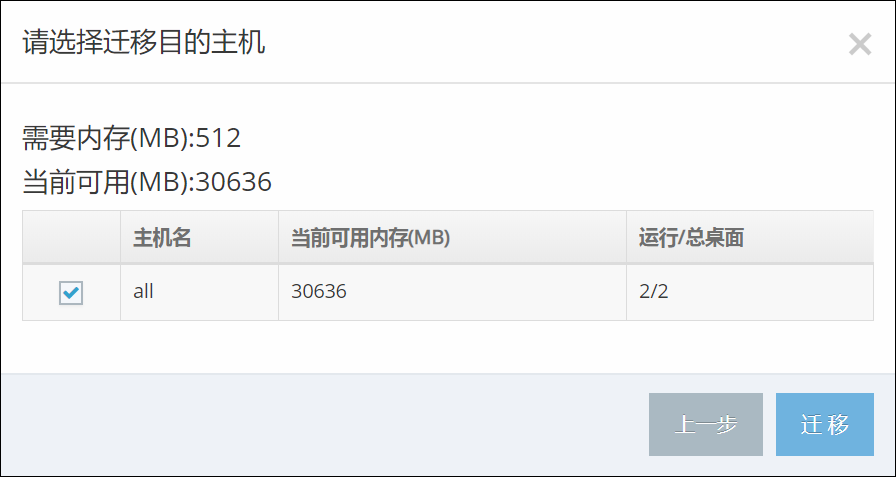 请选择迁移目的主机
需要内存(MB):512
当前可用(MB):30636
主机名 当前可用内存(MB) 运行/总桌面
all 30636 2/2
上一步 迁移